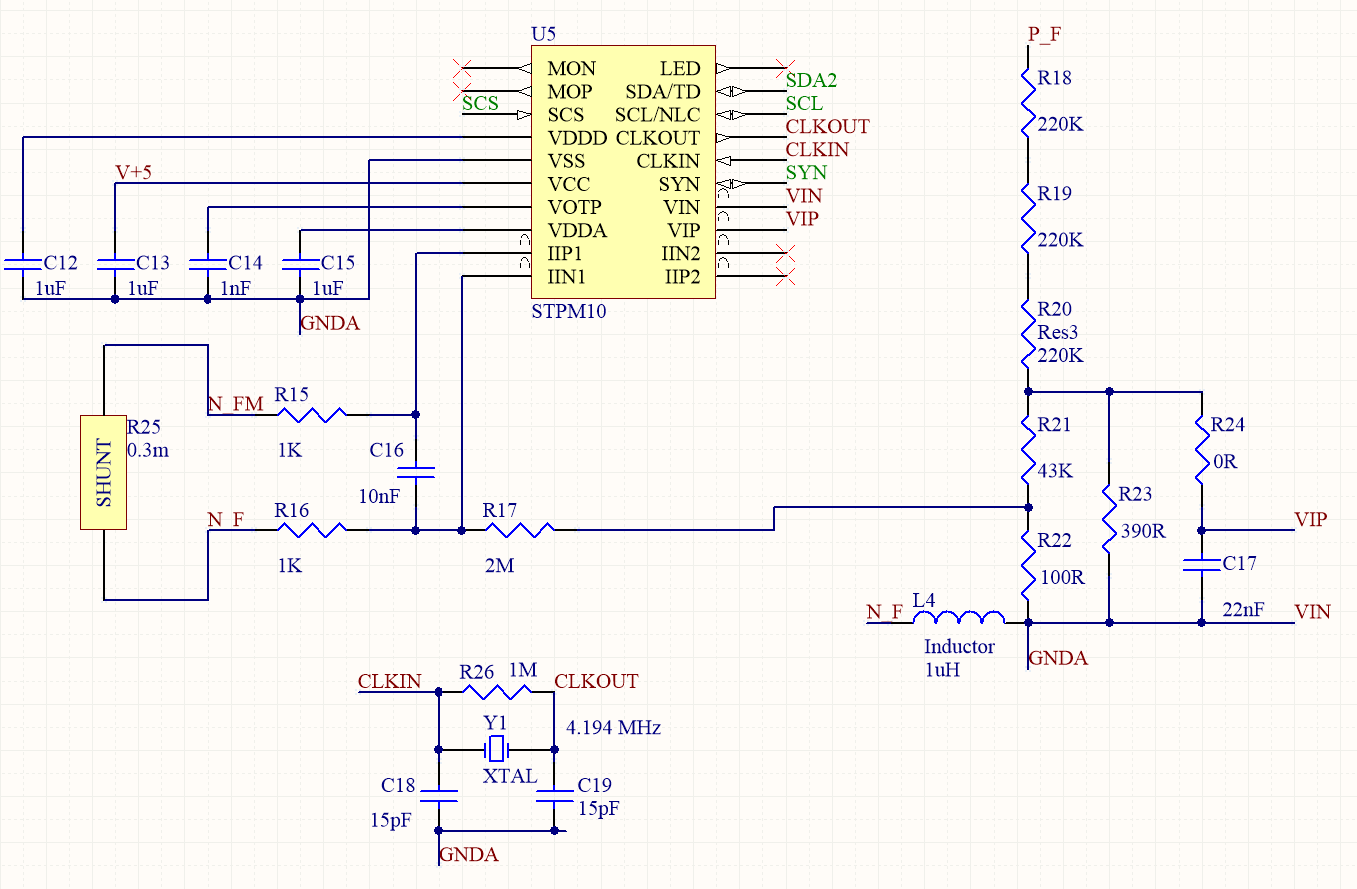 U5
MON LED
MOP SDA/TD SDA2
SCS SCS SCL/NLC SCL
VDDD CLKOUT CLKOUT
VSS CLKIN CLKIN
V+5 VCC SYN SYN
VOTP VIN VIN
VDDA VIP VIP
IIP1 IIN2
IIN1 IIP2
STPM10
C12 C13 C14 C15
1uF 1uF 1nF 1uF
GNDA
SHUNT
R25
0.3m
N_FM R15
1K
C16
10nF
N_F R16 R17
1K 2M
P_F
R18
220K
R19
220K
R20
Res3
220K
R21
43K
R24
0R
R23
390R
R22
100R
VIP
C17
22nF VIN
N_F L4
Inductor
1uH
GNDA
CLKIN R26 1M CLKOUT
Y1 4.194 MHz
XTAL
C18 C19
15pF 15pF
GNDA